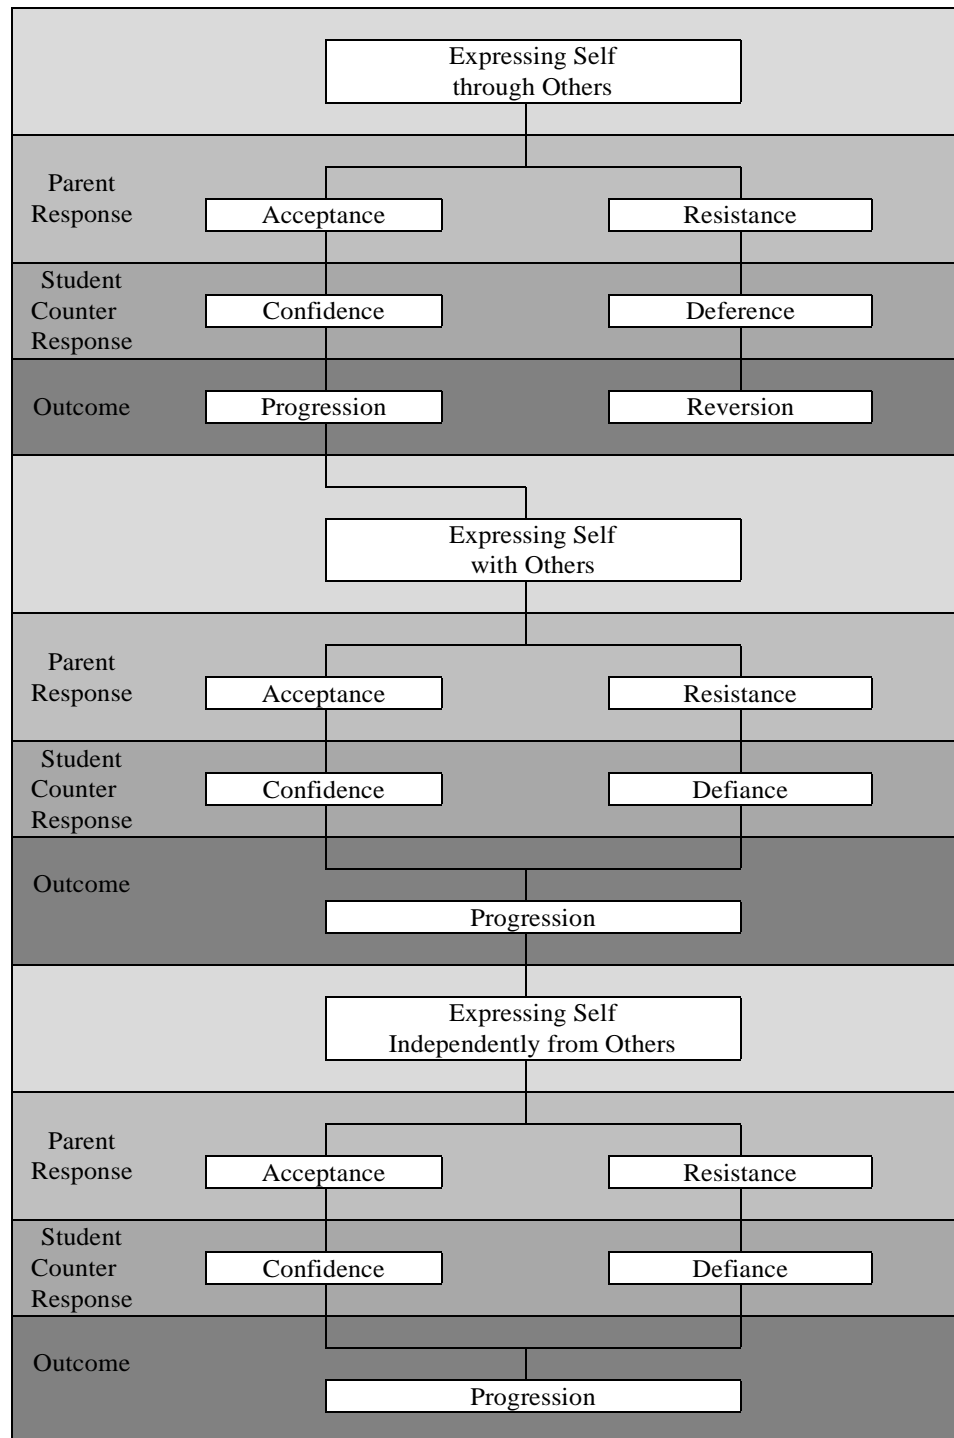 Expressing Self
through Others
Parent
Response
Acceptance
Resistance
Student
Counter
Response
Confidence
Deference
Outcome
Progression
Reversion
Expressing Self
with Others
Parent
Response
Acceptance
Resistance
Student
Counter
Response
Confidence
Defiance
Outcome
Progression
Expressing Self
Independently from Others
Parent
Response
Acceptance
Resistance
Student
Counter
Response
Confidence
Defiance
Outcome
Progression